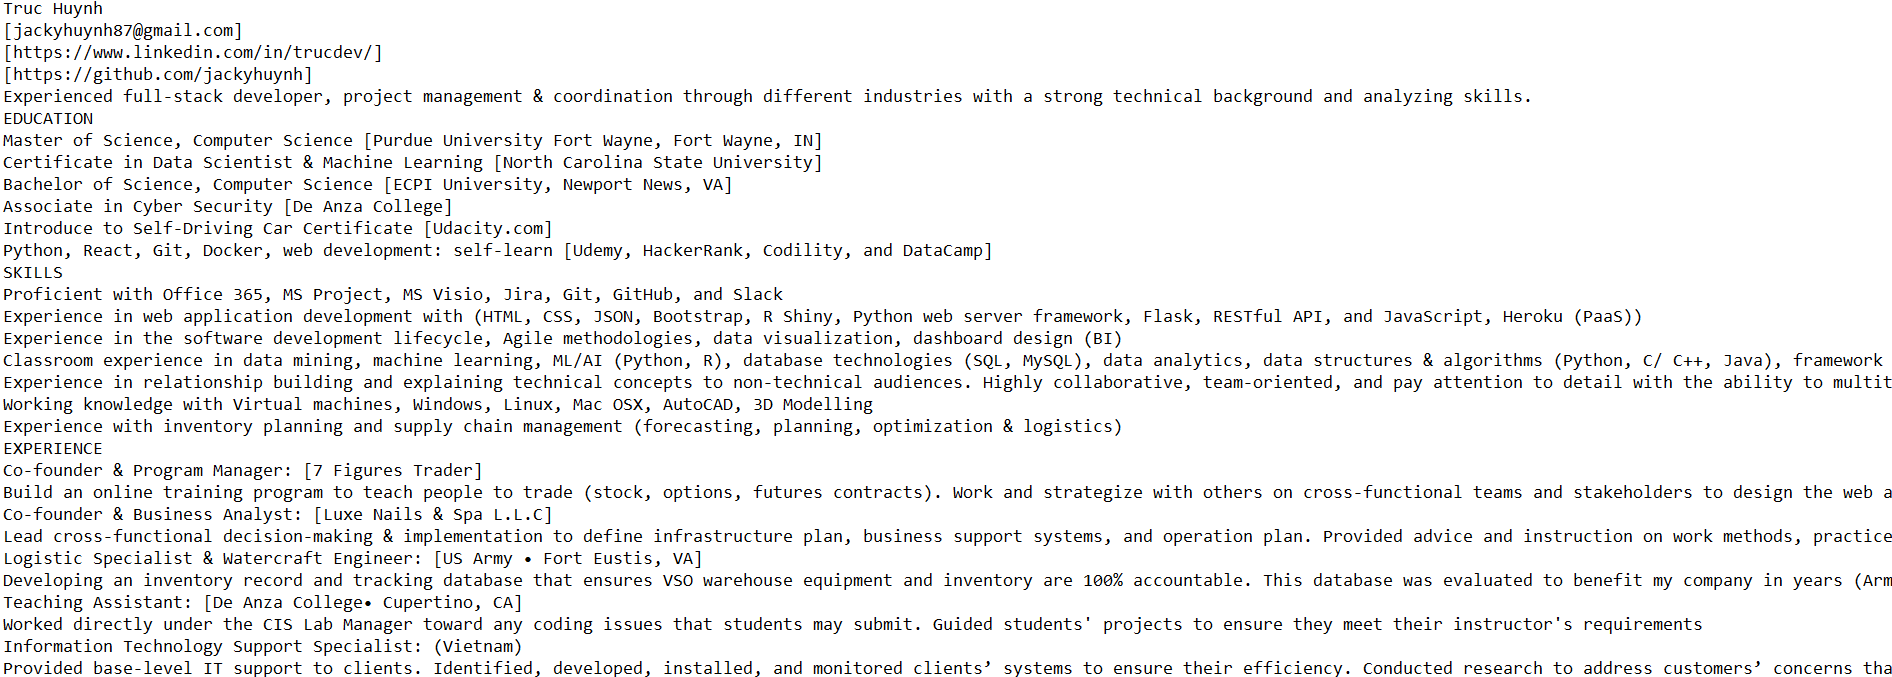 Truc Huynh
[jackyhuynh87@gmail.com]
[https://www.linkedin.com/in/trucdev/]
[https://github.com/jackyhuynh]
Experienced full-stack developer, project management & coordination through different industries with a strong technical background and analyzing skills.
EDUCATION
Master of Science, Computer Science [Purdue University Fort Wayne, Fort Wayne, IN]
Certificate in Data Scientist & Machine Learning [North Carolina State University]
Bachelor of Science, Computer Science [ECPI University, Newport News, VA]
Associate in Cyber Security [De Anza College]
Introduce to Self-Driving Car Certificate [Udacity.com]
Python, React, Git, Docker, web development: self-learn [Udemy, HackerRank, Codility, and DataCamp]
SKILLS
Proficient with Office 365, MS Project, MS Visio, Jira, Git, GitHub, and Slack
Experience in web application development with (HTML, CSS, JSON, Bootstrap, R Shiny, Python web server framework, Flask, RESTful API, and JavaScript, Heroku (PaaS))
Experience in the software development lifecycle, Agile methodologies, data visualization, dashboard design (BI)
Classroom experience in data mining, machine learning, ML/AI (Python, R), database technologies (SQL, MySQL), data analytics, data structures & algorithms (Python, C/ C++, Java), framework
Experience in relationship building and explaining technical concepts to non-technical audiences. Highly collaborative, team-oriented, and pay attention to detail with the ability to multit
Working knowledge with Virtual machines, Windows, Linux, Mac OSX, AutoCAD, 3D Modelling
Experience with inventory planning and supply chain management (forecasting, planning, optimization & logistics)
EXPERIENCE
Co-founder & Program Manager: [7 Figures Trader]
Build an online training program to teach people to trade (stock, options, futures contracts). Work and strategize with others on cross-functional teams and stakeholders to design the web a
Co-founder & Business Analyst: [Luxe Nails & Spa L.L.C]
Lead cross-functional decision-making & implementation to define infrastructure plan, business support systems, and operation plan. Provided advice and instruction on work methods, practice
Logistic Specialist & Watercraft Engineer: [US Army • Fort Eustis, VA]
Developing an inventory record and tracking database that ensures VSO warehouse equipment and inventory are 100% accountable. This database was evaluated to benefit my company in years (Arm
Teaching Assistant: [De Anza College• Cupertino, CA]
Worked directly under the CIS Lab Manager toward any coding issues that students may submit. Guided students' projects to ensure they meet their instructor's requirements
Information Technology Support Specialist: (Vietnam)
Provided base-level IT support to clients. Identified, developed, installed, and monitored clients’ systems to ensure their efficiency. Conducted research to address customers’ concerns tha